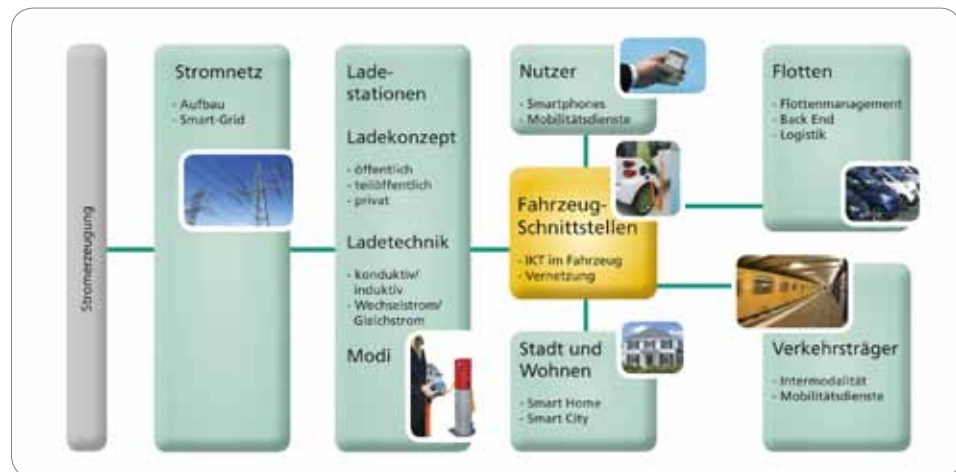 Stromerzeugung
Stromnetz
- Aufbau
- Smart-Grid
Lade-
stationen
Ladekonzept
- öffentlich
- teilöffentlich
- privat
Ladetechnik
- konduktiv/
induktiv
- Wechselstrom/
Gleichstrom
Modi
Nutzer
- Smartphones
- Mobilitätsdienste
Fahrzeug-
Schnittstellen
- IKT im Fahrzeug
- Vernetzung
Stadt und
Wohnen
- Smart Home
- Smart City
Flotten
- Flottenmanagement
- Back End
- Logistik
Verkehrsträger
- Intermodalität
- Mobilitätsdienste